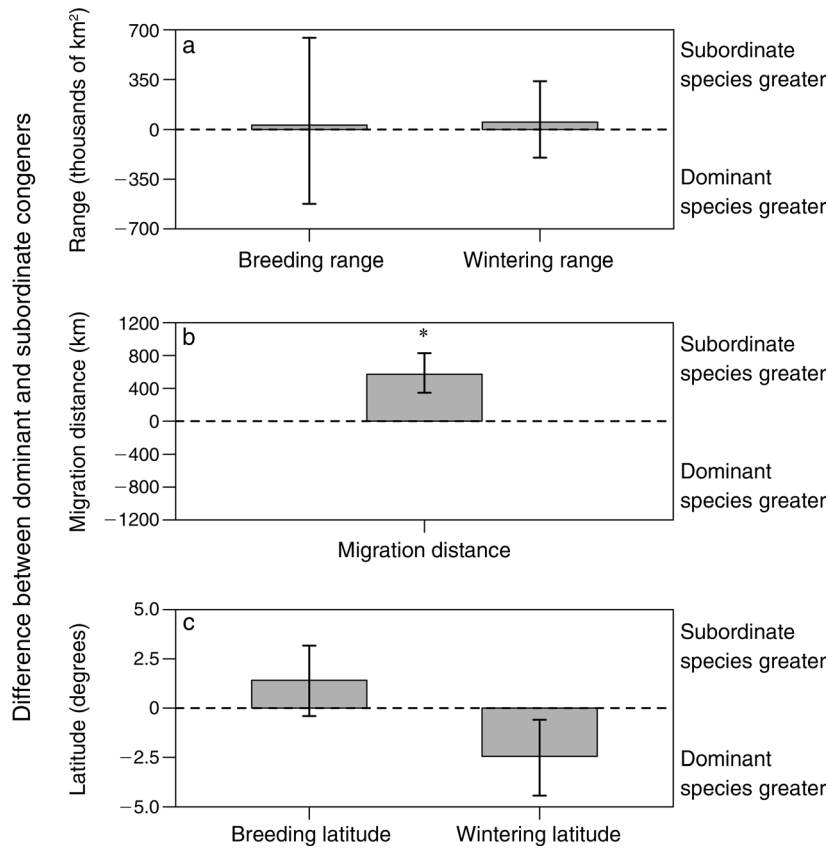 Difference between dominant and subordinate congeners
Range (thousands of km²)
a
700
350
0
−350
−700
Subordinate
species greater
Dominant
species greater
Breeding range
Wintering range
Migration distance (km)
b
*
1200
800
400
0
−400
−800
−1200
Subordinate
species greater
Dominant
species greater
Migration distance
Latitude (degrees)
c
5.0
2.5
0
−2.5
−5.0
Subordinate
species greater
Dominant
species greater
Breeding latitude
Wintering latitude